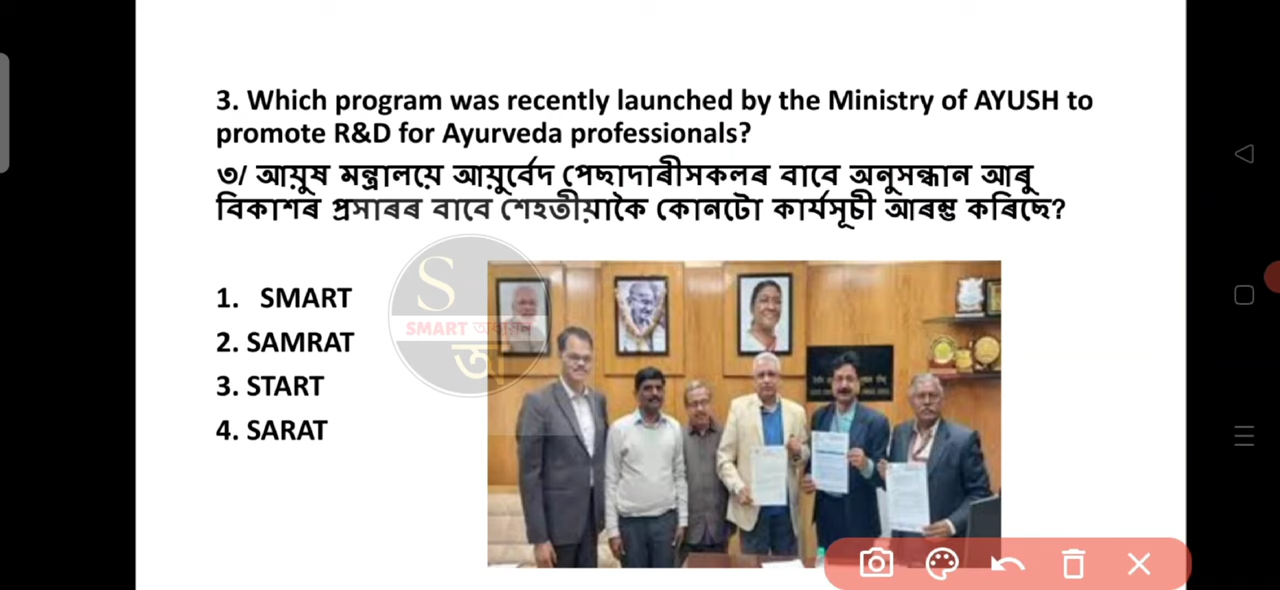 3. Which program was recently launched by the Ministry of AYUSH to
promote R&D for Ayurveda professionals?
৩/ আয়ুষ মন্ত্ৰালয়ে আয়ুৰ্বেদ পেছাদাৰীসকলৰ বাবে অনুসন্ধান আৰু
বিকাশৰ প্ৰসাৰৰ বাবে শেহতীয়াকৈ কোনটো কাৰ্যসূচী আৰম্ভ কৰিছে?
1. SMART
2. SAMRAT
3. START
4. SARAT
S
SMART অধ্যয়ন
অ